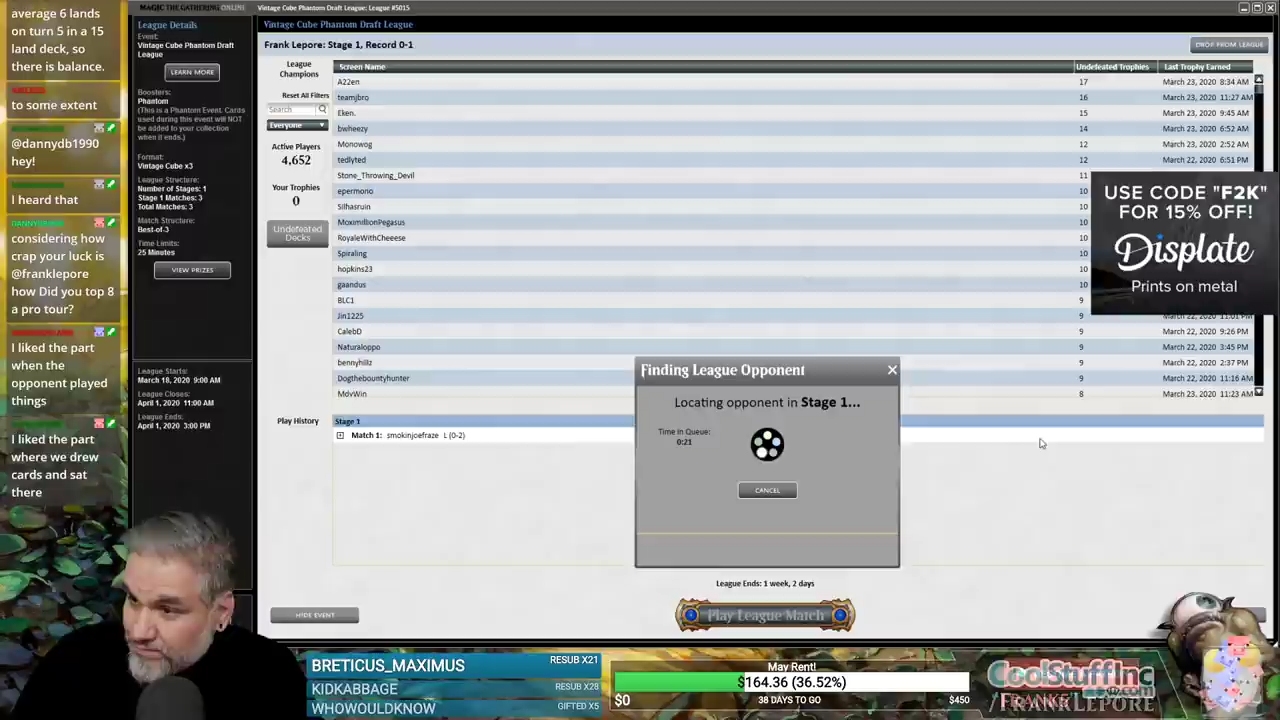 average 6 lands
on turn 5 in a 15
land deck, so
there is balance.
to some extent
@dannydb1990
hey!
I heard that
considering how
crap your luck is
@franklepore
how Did you top 8
a pro tour?
I liked the part
when the
opponent played
things
I liked the part
where we drew
cards and sat
there
MAGIC THE GATHERING ONLINE
Vintage Cube Phantom Draft League: League #5015
League Details
Event:
Vintage Cube Phantom Draft
League
LEARN MORE
Boosters:
Phantom
(This is a Phantom Event. Cards
used during this event will NOT
be added to your collection
when it ends.)
Format:
Vintage Cube x3
League Structure:
Number of Stages: 1
Stage 1 Matches: 3
Total Matches: 3
Match Structure:
Best-of-3
Time Limits:
25 Minutes
VIEW PRIZES
League Starts:
March 18, 2020 9:00 AM
League Closes:
April 1, 2020 11:00 AM
League Ends:
April 1, 2020 3:00 PM
Vintage Cube Phantom Draft League
Frank Lepore: Stage 1, Record 0-1
DROP FROM LEAGUE
League
Champions
Reset All Filters
Search
Everyone
Active Players
4,652
Your Trophies
0
Undefeated
Decks
Screen Name Undefeated Trophies Last Trophy Earned
A22en 17 March 23, 2020 8:34 AM
teamjbro 16 March 23, 2020 11:27 AM
Eken. 15 March 23, 2020 9:45 AM
bwheezy 14 March 23, 2020 6:52 AM
Monowog 12 March 23, 2020 2:52 AM
tedlyted 12 March 22, 2020 6:51 PM
Stone_Throwing_Devil 11
epermono 10
Silhasruin 10
MoximillionPegasus 10
RoyaleWithCheeese 10
Spiraling 10
hopkins23 10
gaandus 10
BLC1 9
Jin1225 9 March 22, 2020 11:01 PM
CalebD 9 March 22, 2020 9:26 PM
Naturaloppo 9 March 22, 2020 3:45 PM
bennyhillz 9 March 22, 2020 2:37 PM
Dogthebountyhunter 9 March 22, 2020 11:16 AM
MdvWin 8 March 23, 2020 11:23 AM
USE CODE "F2K"
FOR 15% OFF!
Displate
Prints on metal
Finding League Opponent
Locating opponent in Stage 1...
Time In Queue:
0:21
CANCEL
Play History
Stage 1
Match 1: smokinjoefraze L (0-2)
League Ends: 1 week, 2 days
HIDE EVENT
Play League Match
BRETICUS_MAXIMUS RESUB X21
KIDKABBAGE RESUB X28
WHOWOULDKNOW GIFTED X5
May Rent!
$164.36 (36.52%)
$0 38 DAYS TO GO $450
CoolStuffInc
.com
FRANKLEPORE